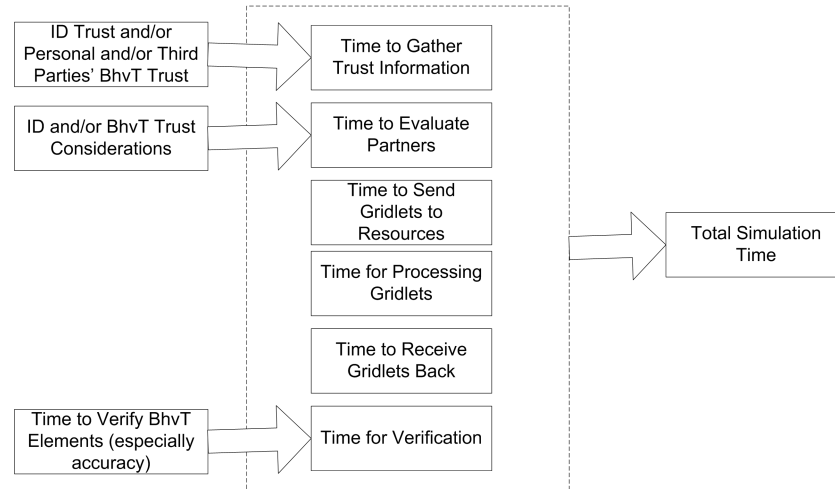 ID Trust and/or
Personal and/or Third
Parties' BhvT Trust
Time to Gather
Trust Information
ID and/or BhvT Trust
Considerations
Time to Evaluate
Partners
Time to Send
Gridlets to
Resources
Time for Processing
Gridlets
Total Simulation
Time
Time to Receive
Gridlets Back
Time to Verify BhvT
Elements (especially
accuracy)
Time for Verification